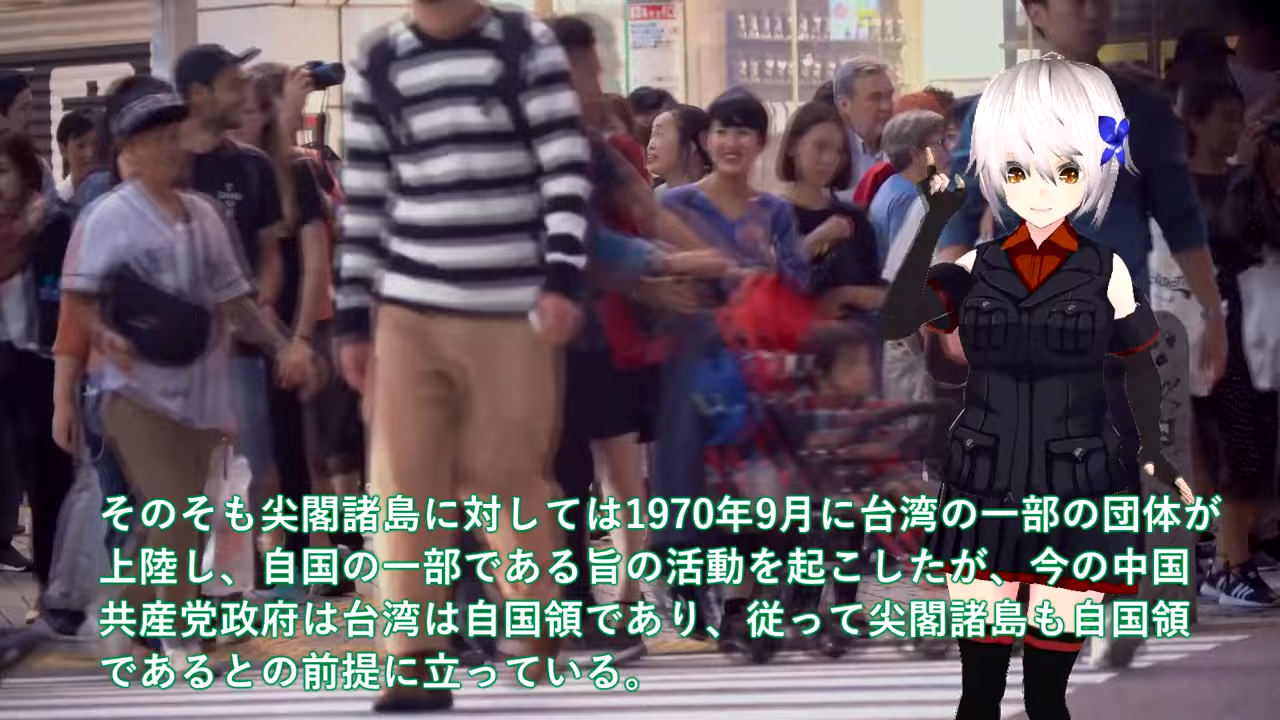 そのそも尖閣諸島に対しては1970年9月に台湾の一部の団体が
上陸し、自国の一部である旨の活動を起こしたが、今の中国
共産党政府は台湾は自国領であり、従って尖閣諸島も自国領
であるとの前提に立っている。